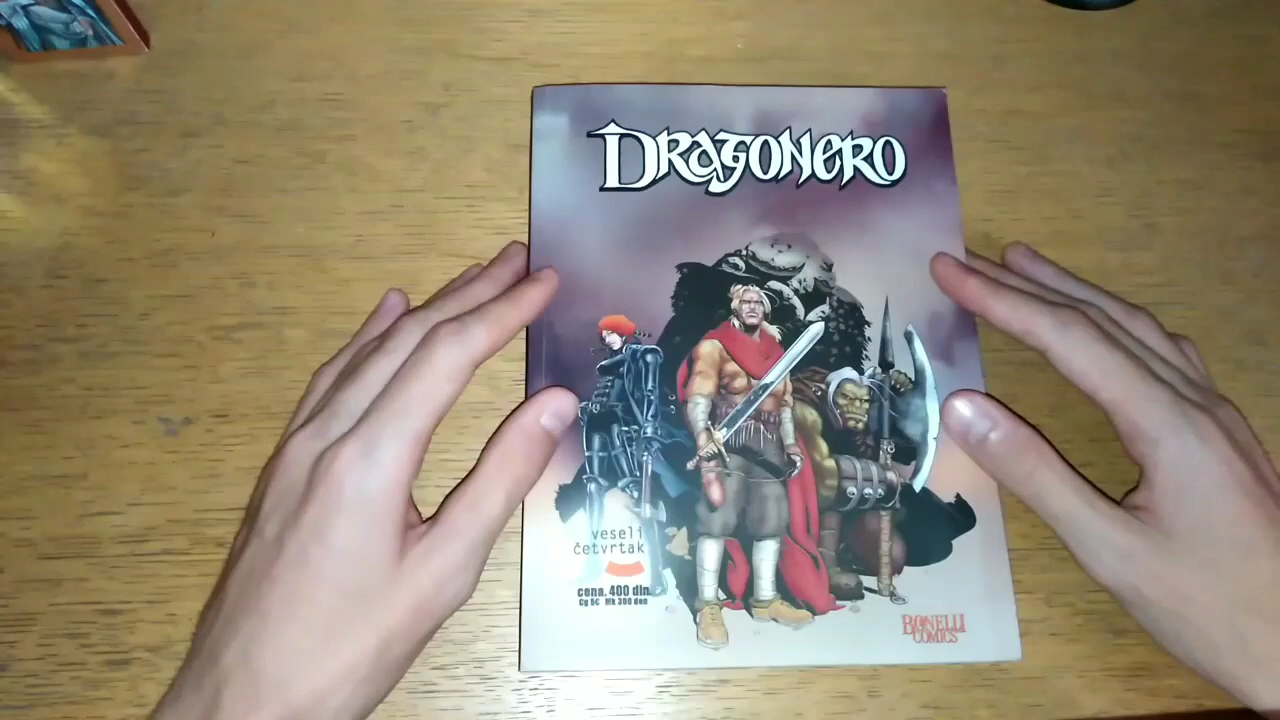 DRAGONERO
veseli
četvrtak
cena. 400 din.
Cg 5€ Mk 300 den
BONELLI
COMICS